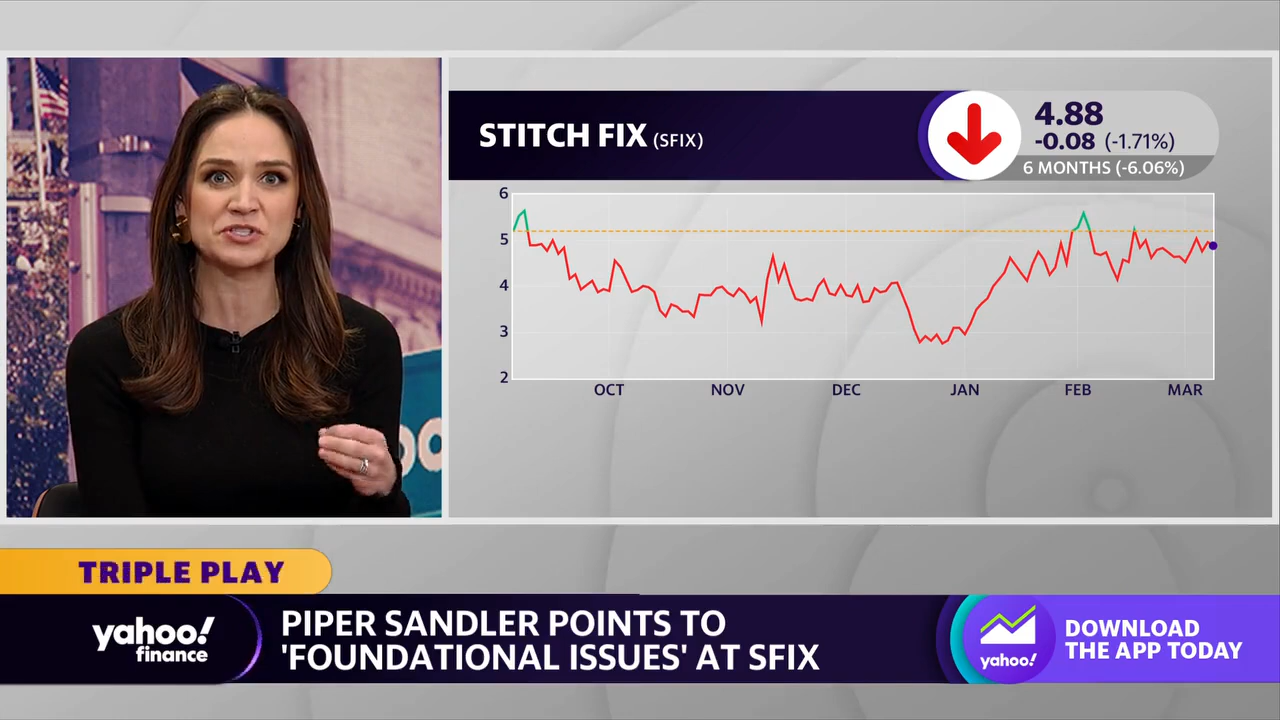 STITCH FIX (SFIX)
4.88
-0.08 (-1.71%)
6 MONTHS (-6.06%)
6
5
4
3
2
OCT NOV DEC JAN FEB MAR
TRIPLE PLAY
yahoo!
finance
PIPER SANDLER POINTS TO
'FOUNDATIONAL ISSUES' AT SFIX
yahoo!
DOWNLOAD
THE APP TODAY